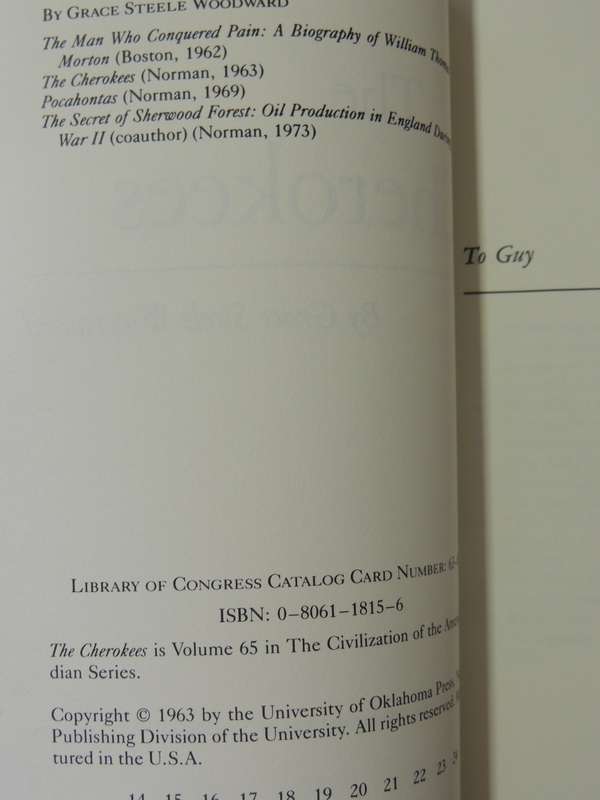 BY GRACE STEELE WOODWARD
The Man Who Conquered Pain: A Biography of William
Morton (Boston, 1962)
The Cherokees (Norman, 1963)
Pocahontas (Norman, 1969)
The Secret of Sherwood Forest: Oil Production in England
War II (coauthor) (Norman, 1973)
LIBRARY OF CONGRESS CATALOG CARD NUMBER:
ISBN: 0–8061–1815–6
The Cherokees is Volume 65 in The Civilization of the
dian Series.
Copyright © 1963 by the University of Oklahoma Press,
Publishing Division of the University. All rights reserved.
tured in the U.S.A.
14 15 16 17 18 19 20 21 22 23
To Guy